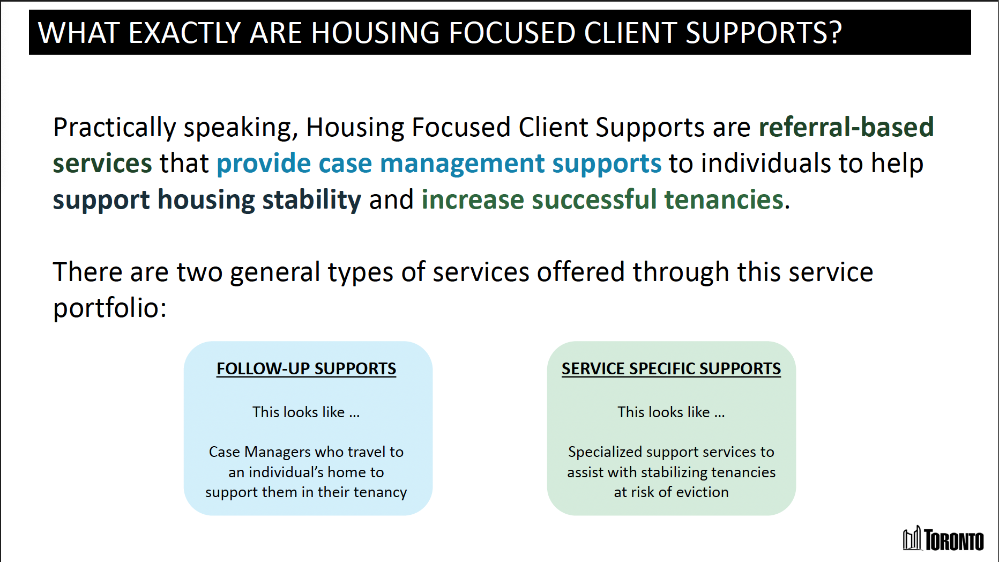 WHAT EXACTLY ARE HOUSING FOCUSED CLIENT SUPPORTS?
Practically speaking, Housing Focused Client Supports are referral-based
services that provide case management supports to individuals to help
support housing stability and increase successful tenancies.
There are two general types of services offered through this service
portfolio:
FOLLOW-UP SUPPORTS
This looks like ...
Case Managers who travel to
an individual’s home to
support them in their tenancy
SERVICE SPECIFIC SUPPORTS
This looks like ...
Specialized support services to
assist with stabilizing tenancies
at risk of eviction
TORONTO